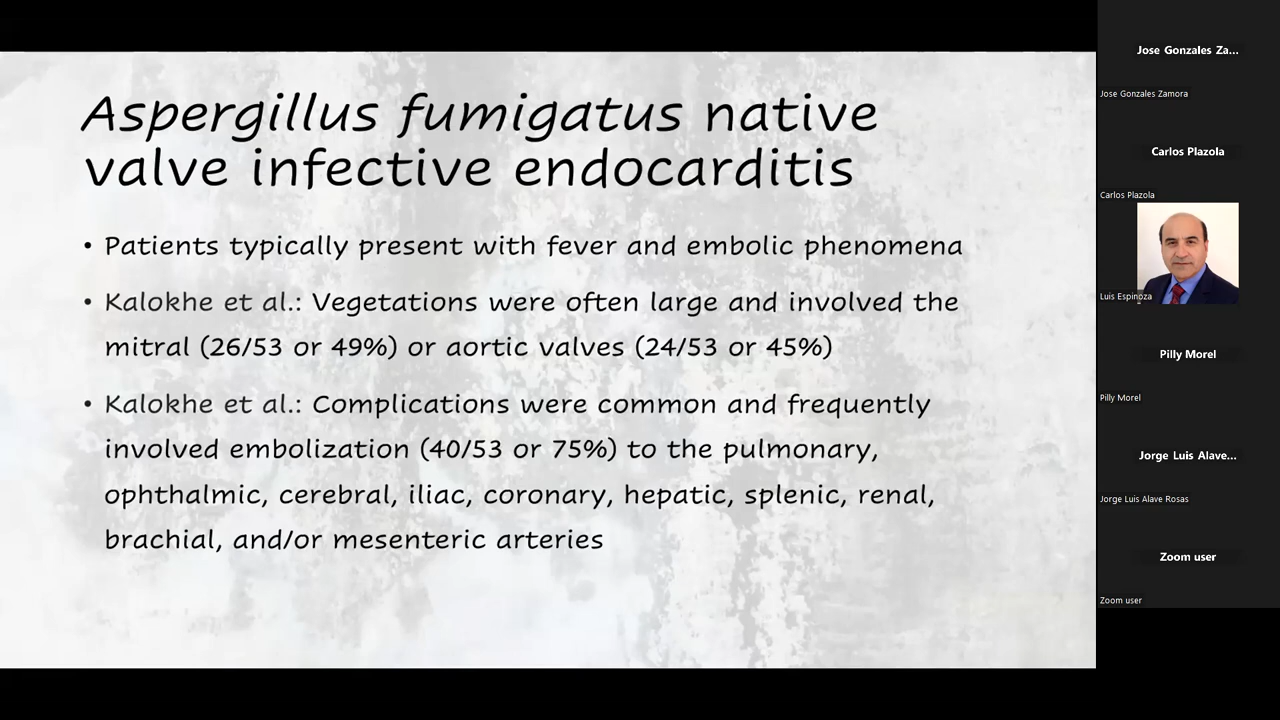 Aspergillus fumigatus native
valve infective endocarditis
• Patients typically present with fever and embolic phenomena
• Kalokhe et al.: Vegetations were often large and involved the
mitral (26/53 or 49%) or aortic valves (24/53 or 45%)
• Kalokhe et al.: Complications were common and frequently
involved embolization (40/53 or 75%) to the pulmonary,
ophthalmic, cerebral, iliac, coronary, hepatic, splenic, renal,
brachial, and/or mesenteric arteries
Jose Gonzales Za...
Jose Gonzales Zamora
Carlos Plazola
Carlos Plazola
Luis Espinoza
Pilly Morel
Pilly Morel
Jorge Luis Alave...
Jorge Luis Alave Rosas
Zoom user
Zoom user